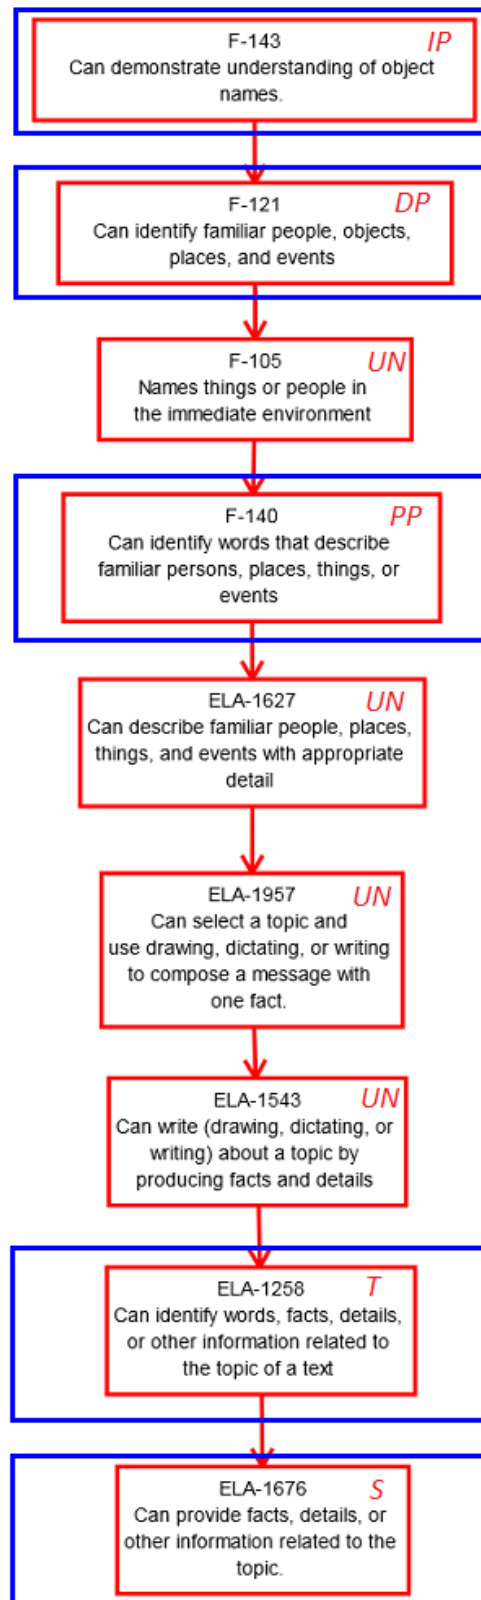 F-143 IP
Can demonstrate understanding of object
names.
F-121 DP
Can identify familiar people, objects,
places, and events
F-105 UN
Names things or people in
the immediate environment
F-140 PP
Can identify words that describe
familiar persons, places, things, or
events
ELA-1627 UN
Can describe familiar people, places,
things, and events with appropriate
detail
ELA-1957 UN
Can select a topic and
use drawing, dictating, or writing
to compose a message with
one fact.
ELA-1543 UN
Can write (drawing, dictating, or
writing) about a topic by
producing facts and details
ELA-1258 T
Can identify words, facts, details,
or other information related to
the topic of a text
ELA-1676 S
Can provide facts, details, or
other information related to the
topic.